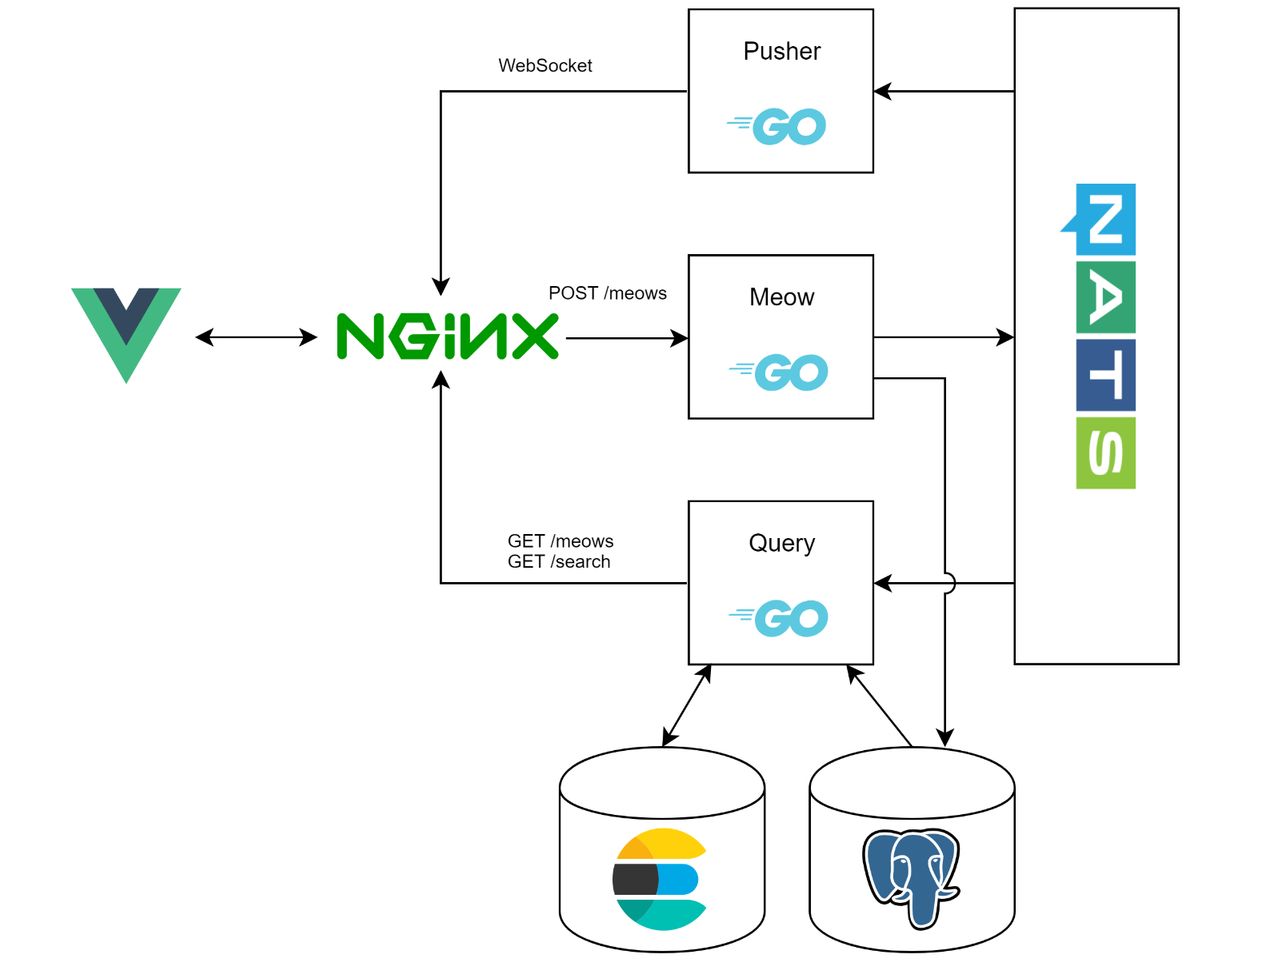 Pusher
WebSocket
GO
NATS
POST /meows
Meow
NGiNX
GO
Query
GET /meows
GET /search
GO